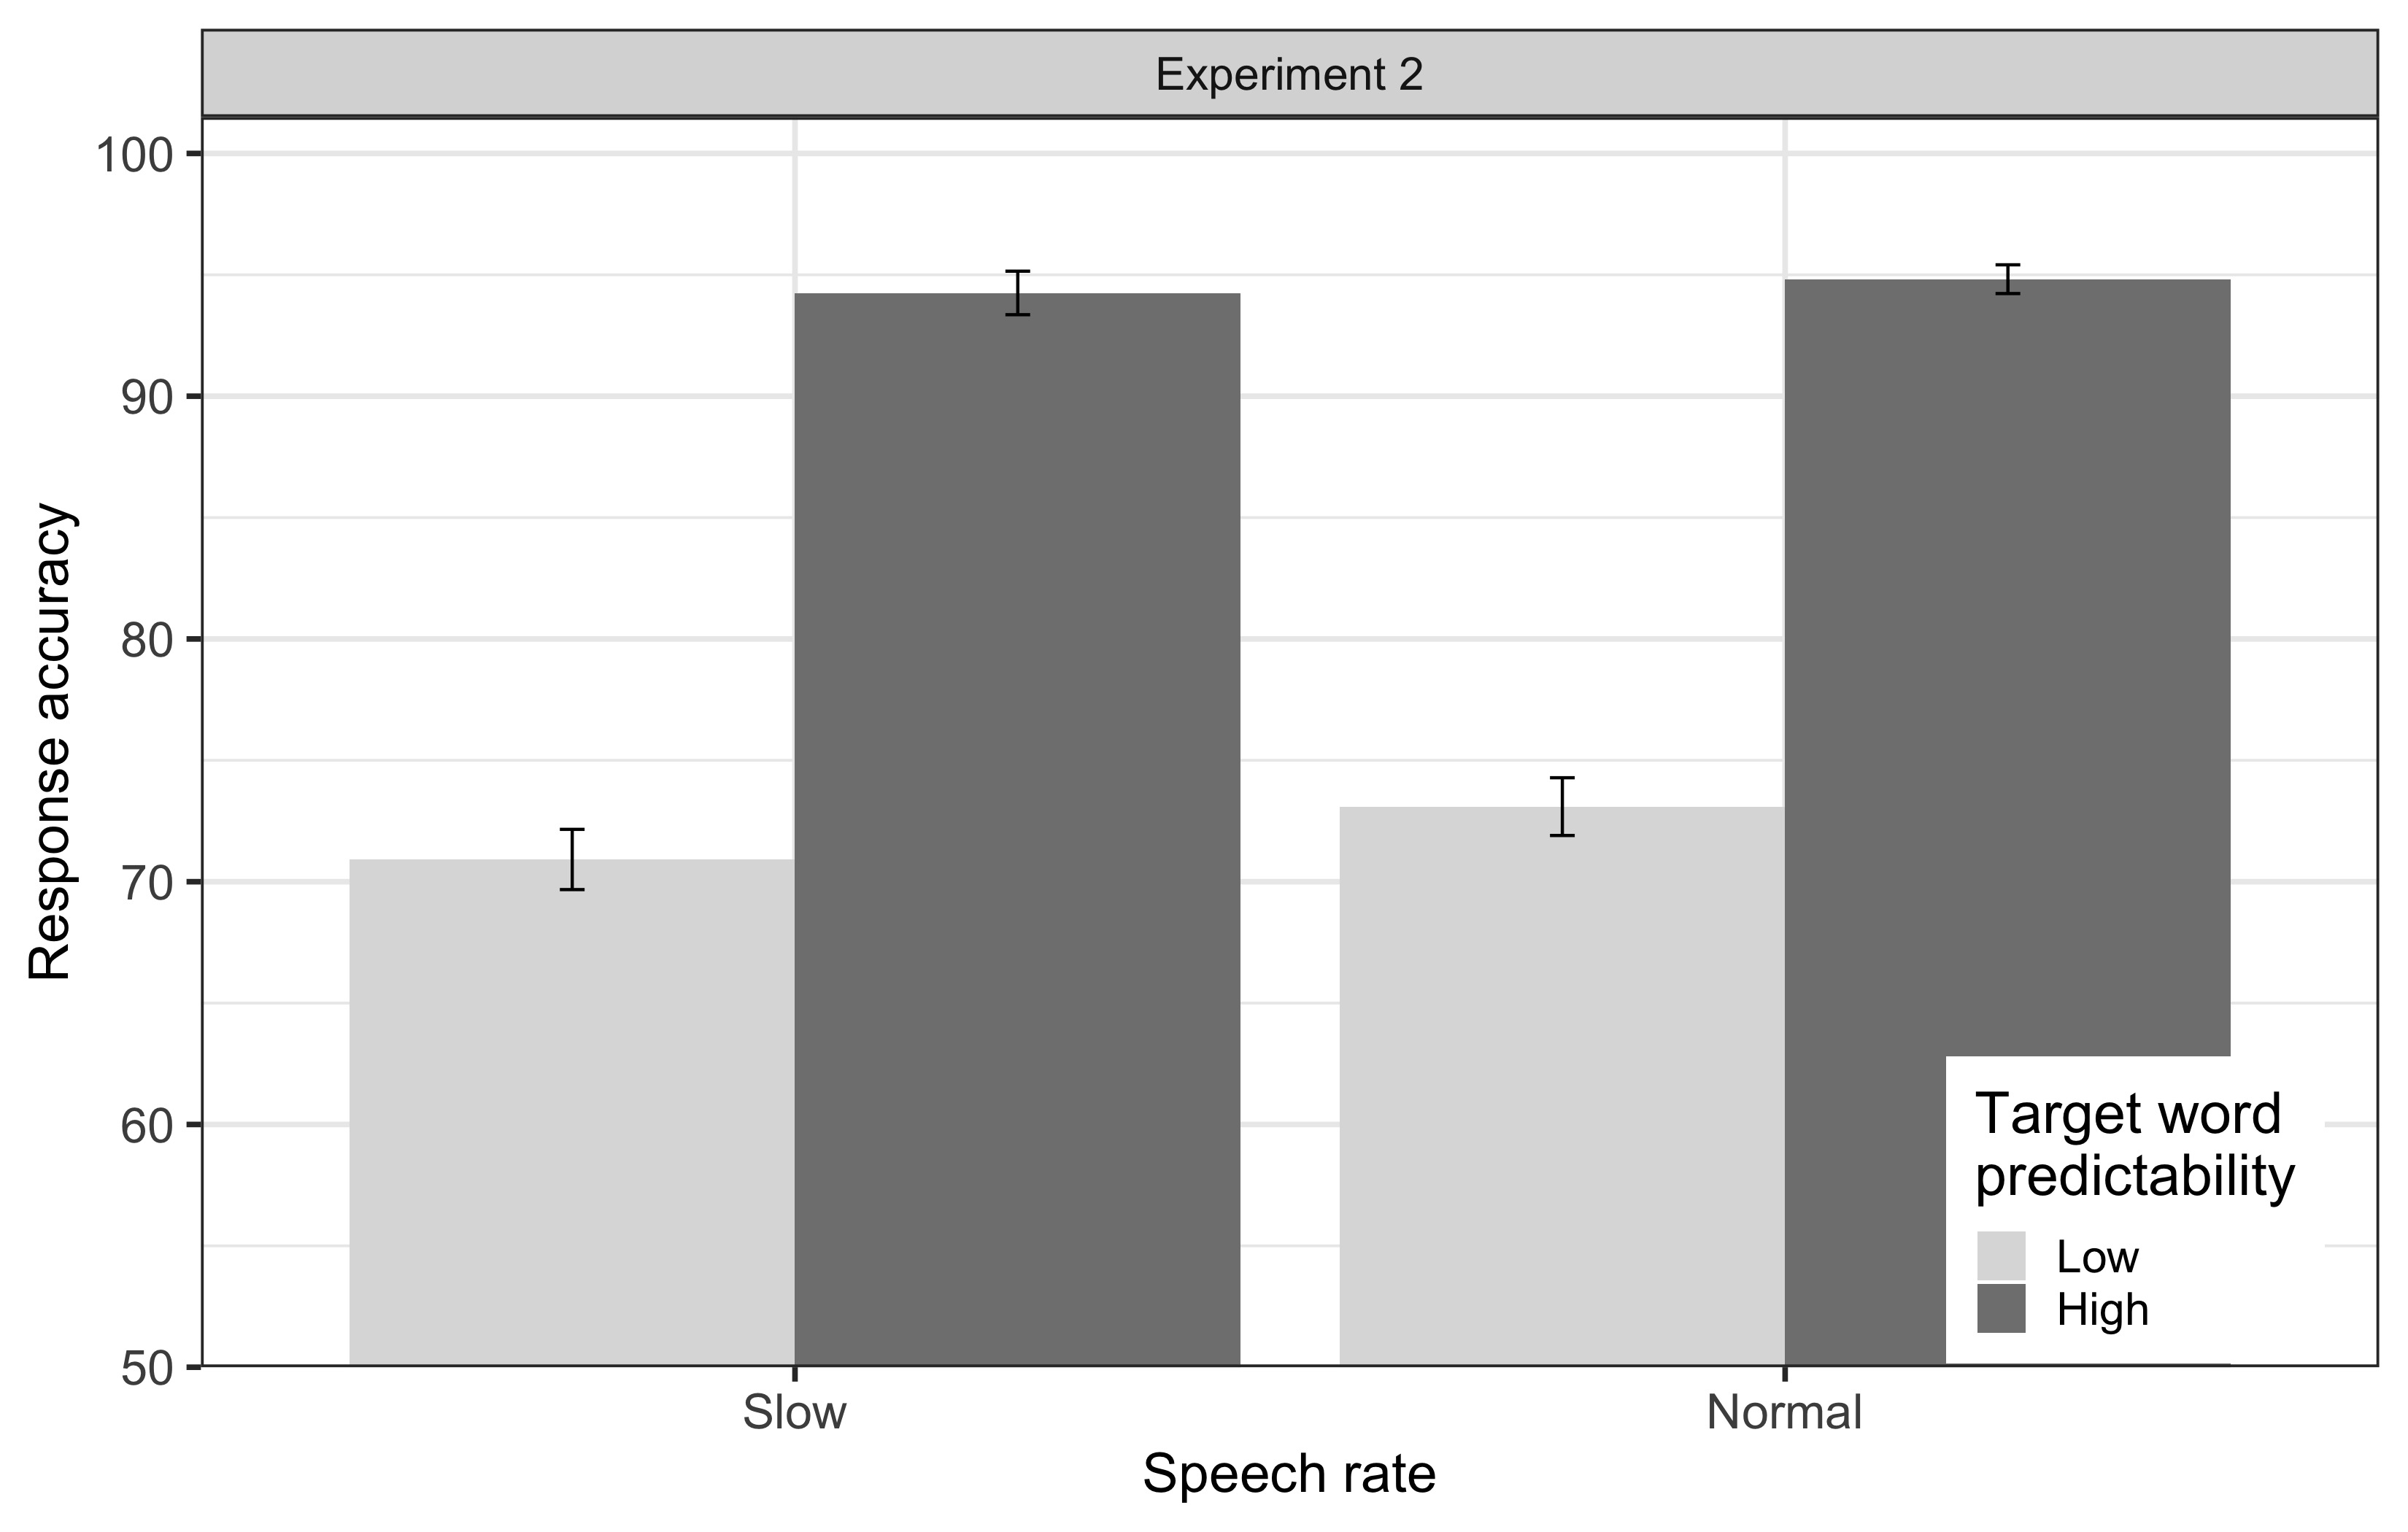 Experiment 2
100
90
80
70
60
50
Response accuracy
Target word
predictability
Low
High
Slow
Normal
Speech rate